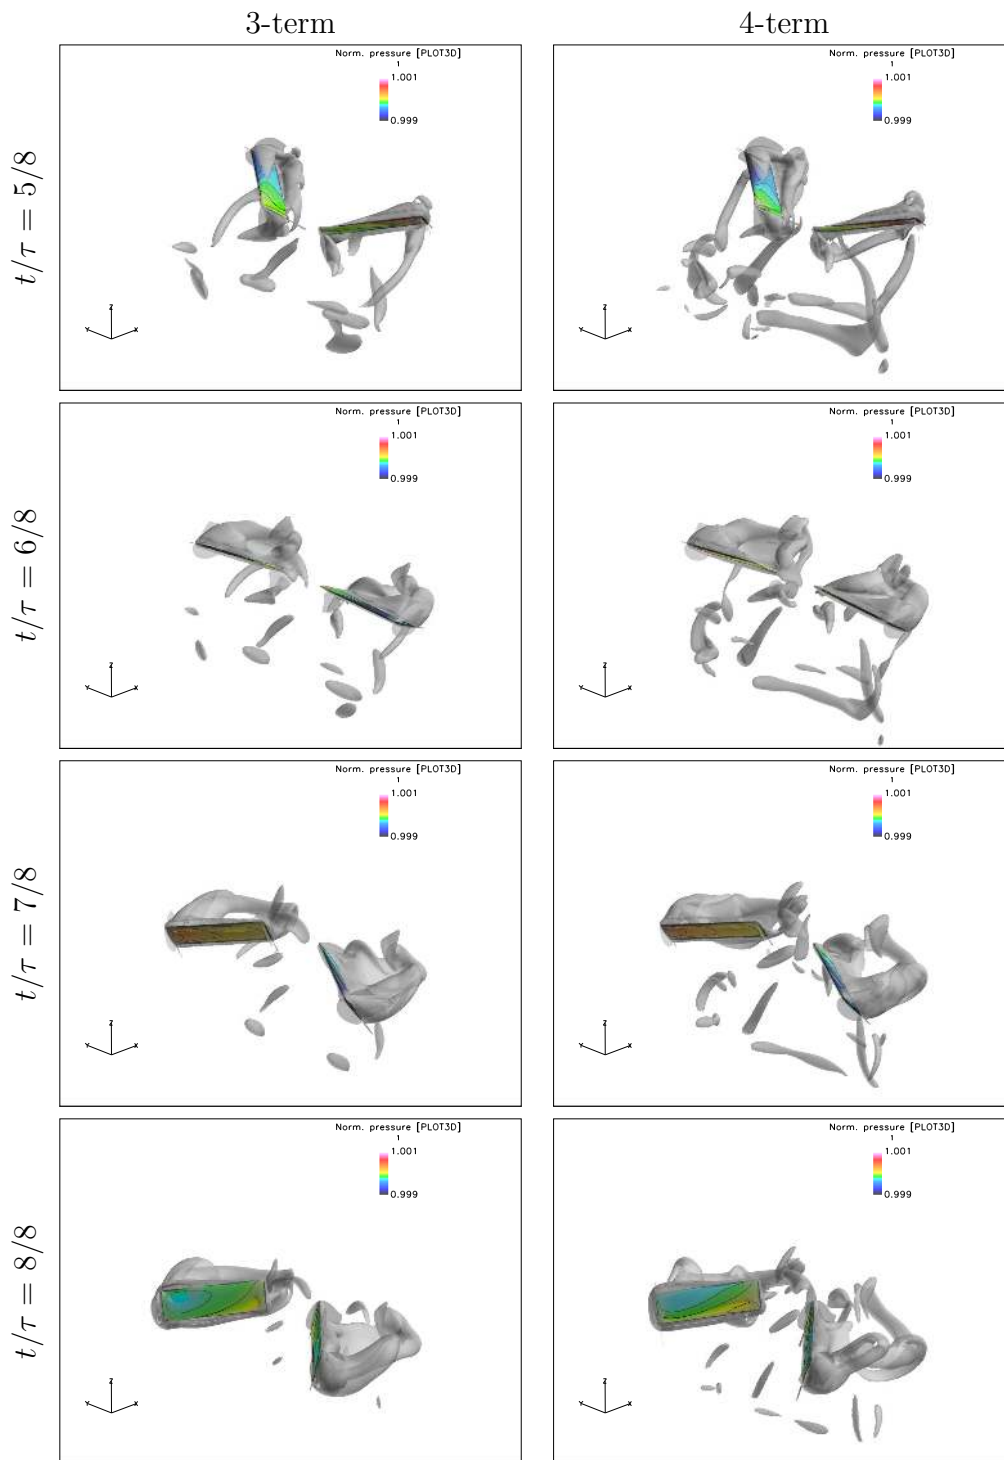 3-term 4-term
t/τ = 5/8
Norm. pressure [PLOT3D] Norm. pressure [PLOT3D]
1 1
1.001 1.001
0.999 0.999
Z Z
Y X Y X
t/τ = 6/8
Norm. pressure [PLOT3D] Norm. pressure [PLOT3D]
1 1
1.001 1.001
0.999 0.999
Z Z
Y X Y X
t/τ = 7/8
Norm. pressure [PLOT3D] Norm. pressure [PLOT3D]
1 1
1.001 1.001
0.999 0.999
Z Z
Y X Y X
t/τ = 8/8
Norm. pressure [PLOT3D] Norm. pressure [PLOT3D]
1 1
1.001 1.001
0.999 0.999
Z Z
Y X Y X